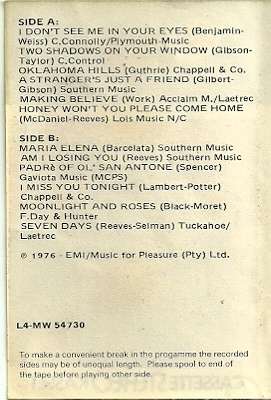 SIDE A:
I DON'T SEE ME IN YOUR EYES (Benjamin-
Weiss) C,Connolly/Plymouth-Music
TWO SHADOWS ON YOUR WINDOW (Gibson-
Taylor) C,Control
OKLAHOMA HILLS (Guthrie) Chappell & Co.
A STRANGER'S JUST A FRIEND (Gilbert-
Gibson) Southern Music
MAKING BELIEVE (Work) Acclaim M,/Laetrec
HONEY WON'T YOU PLEASE COME HOME
(McDaniel-Reeves) Lois Music N/C
SIDE B:
MARIA ELENA (Barcelata) Southern Music
AM I LOSING YOU (Reeves) Southern Music
PADRè OF OL' SAN ANTONE (Spencer)
Gaviota Music (MCPS)
I MISS YOU TONIGHT (Lambert-Potter)
Chappell & Co.
MOONLIGHT AND ROSES (Black-Moret)
F.Day & Hunter
SEVEN DAYS (Reeves-Selman) Tuckahoe/
Laetrec
℗ 1976 - EMI/Music for Pleasure (Pty) Ltd.
L4-MW 54730
To make a convenient break in the progamme the recorded
sides may be of unequal length. Please spool to end of
the tape before playing other side.